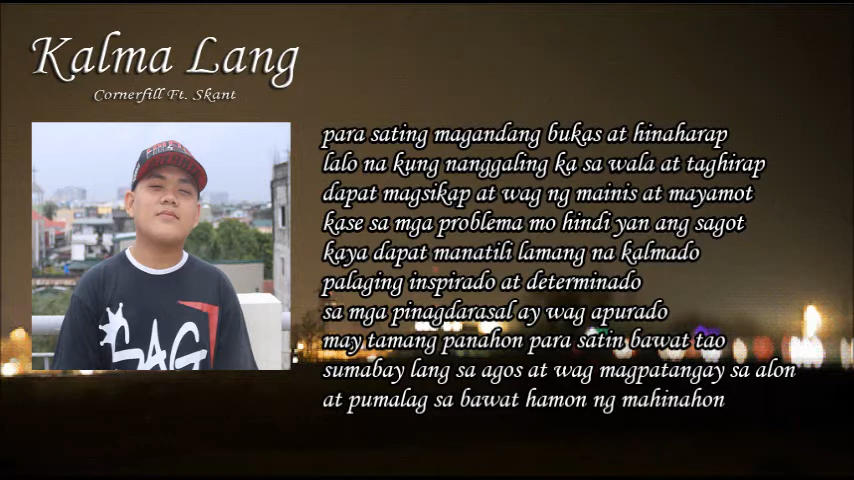 Kalma Lang
Cornerfill Ft. Skant
SAG
para sating magandang bukas at hinaharap
lalo na kung nanggaling ka sa wala at taghirap
dapat magsikap at wag ng mainis at mayamot
kase sa mga problema mo hindi yan ang sagot
kaya dapat manatili lamang na kalmado
palaging inspirado at determinado
sa mga pinagdarasal ay wag apurado
may tamang panahon para satin bawat tao
sumabay lang sa agos at wag magpatangay sa alon
at pumalag sa bawat hamon ng mahinahon